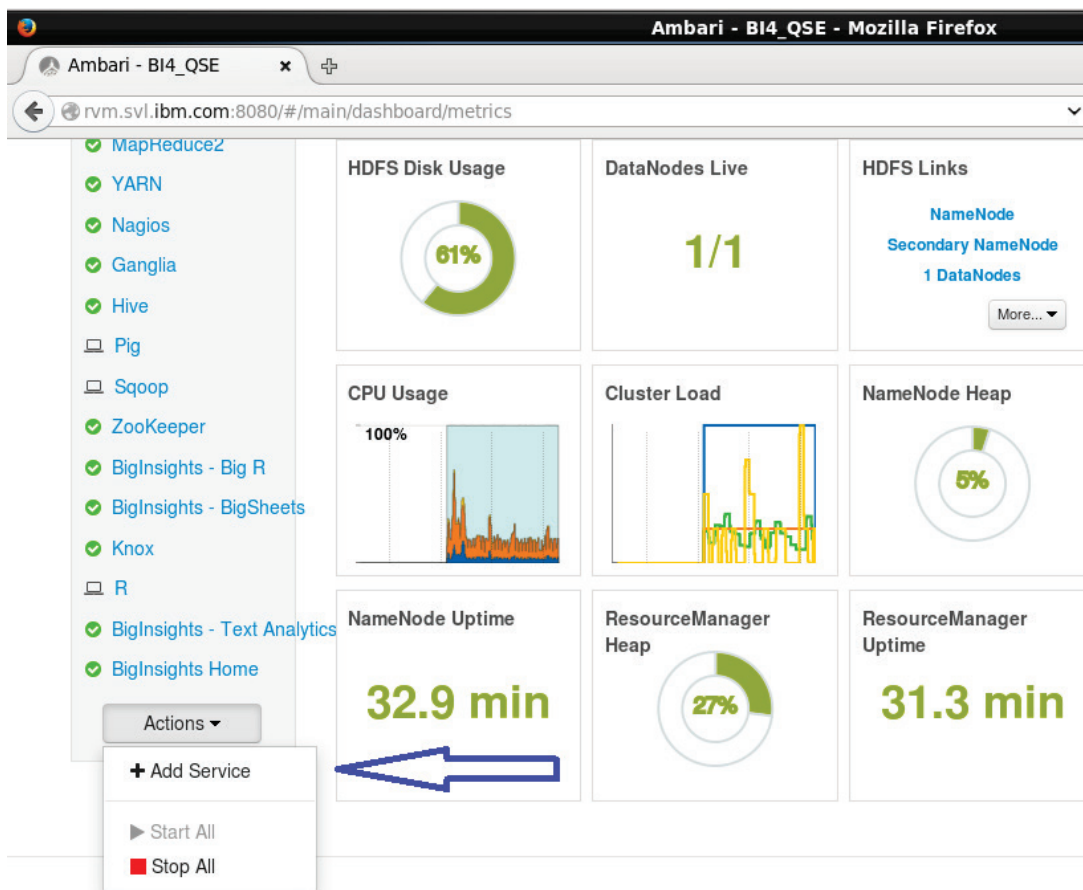 Ambari - BI4_QSE - Mozilla Firefox
Ambari - BI4_QSE
rvm.svl.ibm.com:8080/#/main/dashboard/metrics
MapReduce2
YARN
Nagios
Ganglia
Hive
Pig
Sqoop
ZooKeeper
BigInsights - Big R
BigInsights - BigSheets
Knox
R
BigInsights - Text Analytics
BigInsights Home
Actions
Add Service
Start All
Stop All
HDFS Disk Usage
61%
DataNodes Live
1/1
HDFS Links
NameNode
Secondary NameNode
1 DataNodes
More...
CPU Usage
100%
Cluster Load
NameNode Heap
5%
NameNode Uptime
32.9 min
ResourceManager
Heap
27%
ResourceManager
Uptime
31.3 min